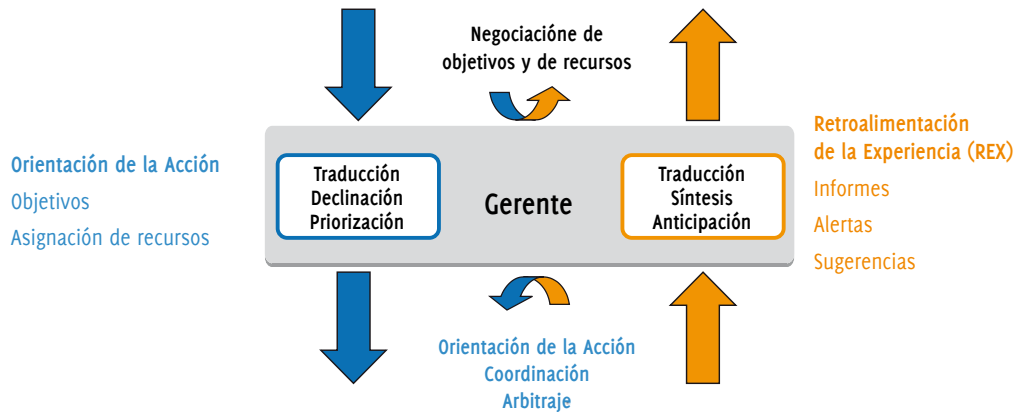 Negociacióne de
objetivos y de recursos
Orientación de la Acción
Objetivos
Asignación de recursos
Traducción
Declinación
Priorización
Gerente
Traducción
Síntesis
Anticipación
Retroalimentación
de la Experiencia (REX)
Informes
Alertas
Sugerencias
Orientación de la Acción
Coordinación
Arbitraje